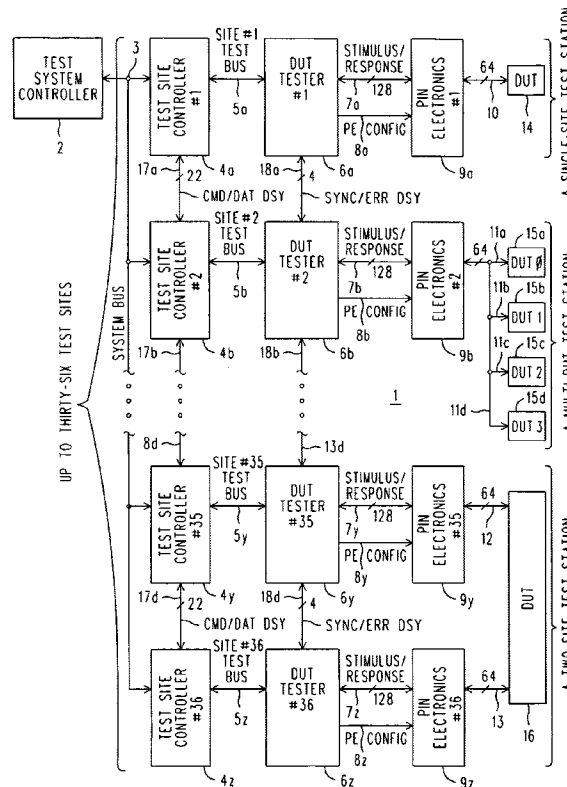 TEST
SYSTEM
CONTROLLER
2
3
TEST SITE
CONTROLLER
#1
4a
SITE #1
TEST
BUS
5a
DUT
TESTER
#1
6a
STIMULUS/
RESPONSE
128
7a
PE CONFIG
8a
PIN
ELECTRONICS
#1
9a
64
10
DUT
14
A SINGLE-SITE TEST STATION
17a
22
CMD/DAT DSY
18a
4
SYNC/ERR DSY
TEST SITE
CONTROLLER
#2
4b
SITE #2
TEST
BUS
5b
DUT
TESTER
#2
6b
STIMULUS/
RESPONSE
128
7b
PE CONFIG
8b
PIN
ELECTRONICS
#2
9b
64
11a
11b
11c
11d
15a
DUT Ø
15b
DUT 1
15c
DUT 2
15d
DUT 3
A MULTI-DUT TEST STATION
SYSTEM BUS
UP TO THIRTY-SIX TEST SITES
17b
18b
1
8d
13d
TEST SITE
CONTROLLER
#35
4y
SITE #35
TEST
BUS
5y
DUT
TESTER
#35
6y
STIMULUS/
RESPONSE
128
7y
PE CONFIG
8y
PIN
ELECTRONICS
#35
9y
64
12
DUT
16
A TWO-SITE TEST STATION
17d
22
CMD/DAT DSY
18d
4
SYNC/ERR DSY
TEST SITE
CONTROLLER
#36
4z
SITE #36
TEST
BUS
5z
DUT
TESTER
#36
6z
STIMULUS/
RESPONSE
128
7z
PE CONFIG
8z
PIN
ELECTRONICS
#36
9z
64
13